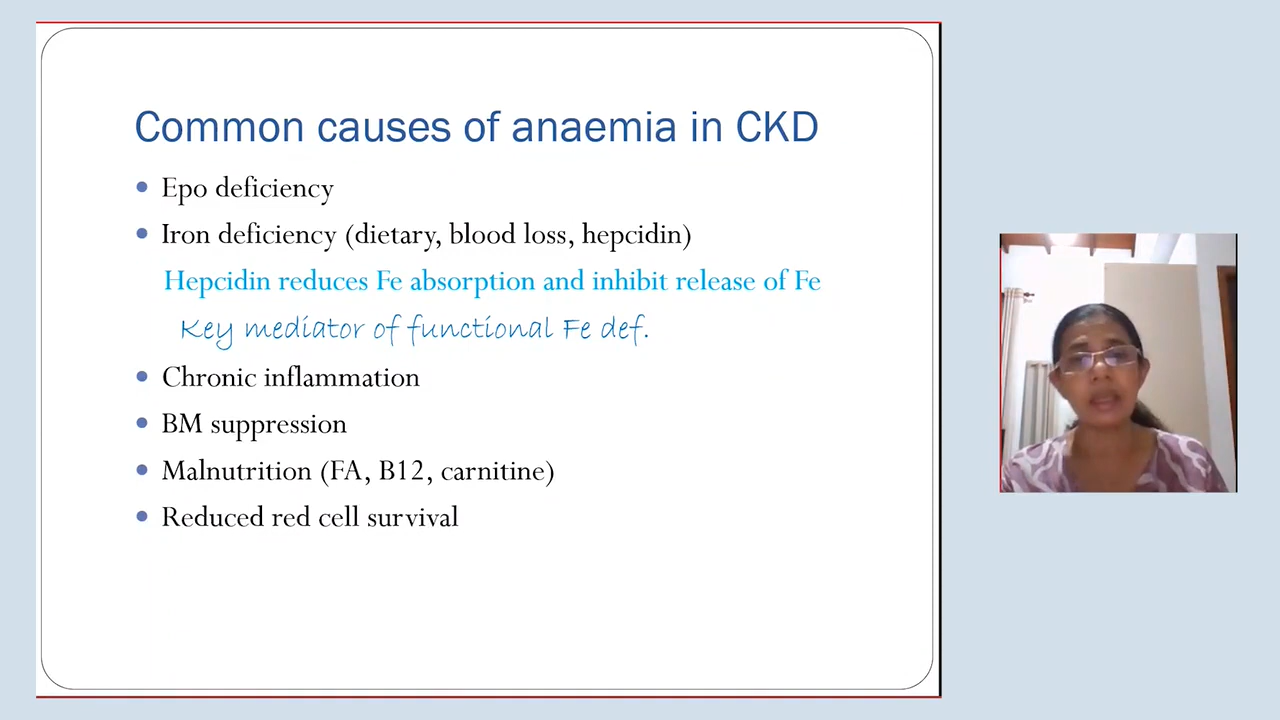 Common causes of anaemia in CKD
Epo deficiency
Iron deficiency (dietary, blood loss, hepcidin)
Hepcidin reduces Fe absorption and inhibit release of Fe
Key mediator of functional Fe def.
Chronic inflammation
BM suppression
Malnutrition (FA, B12, carnitine)
Reduced red cell survival